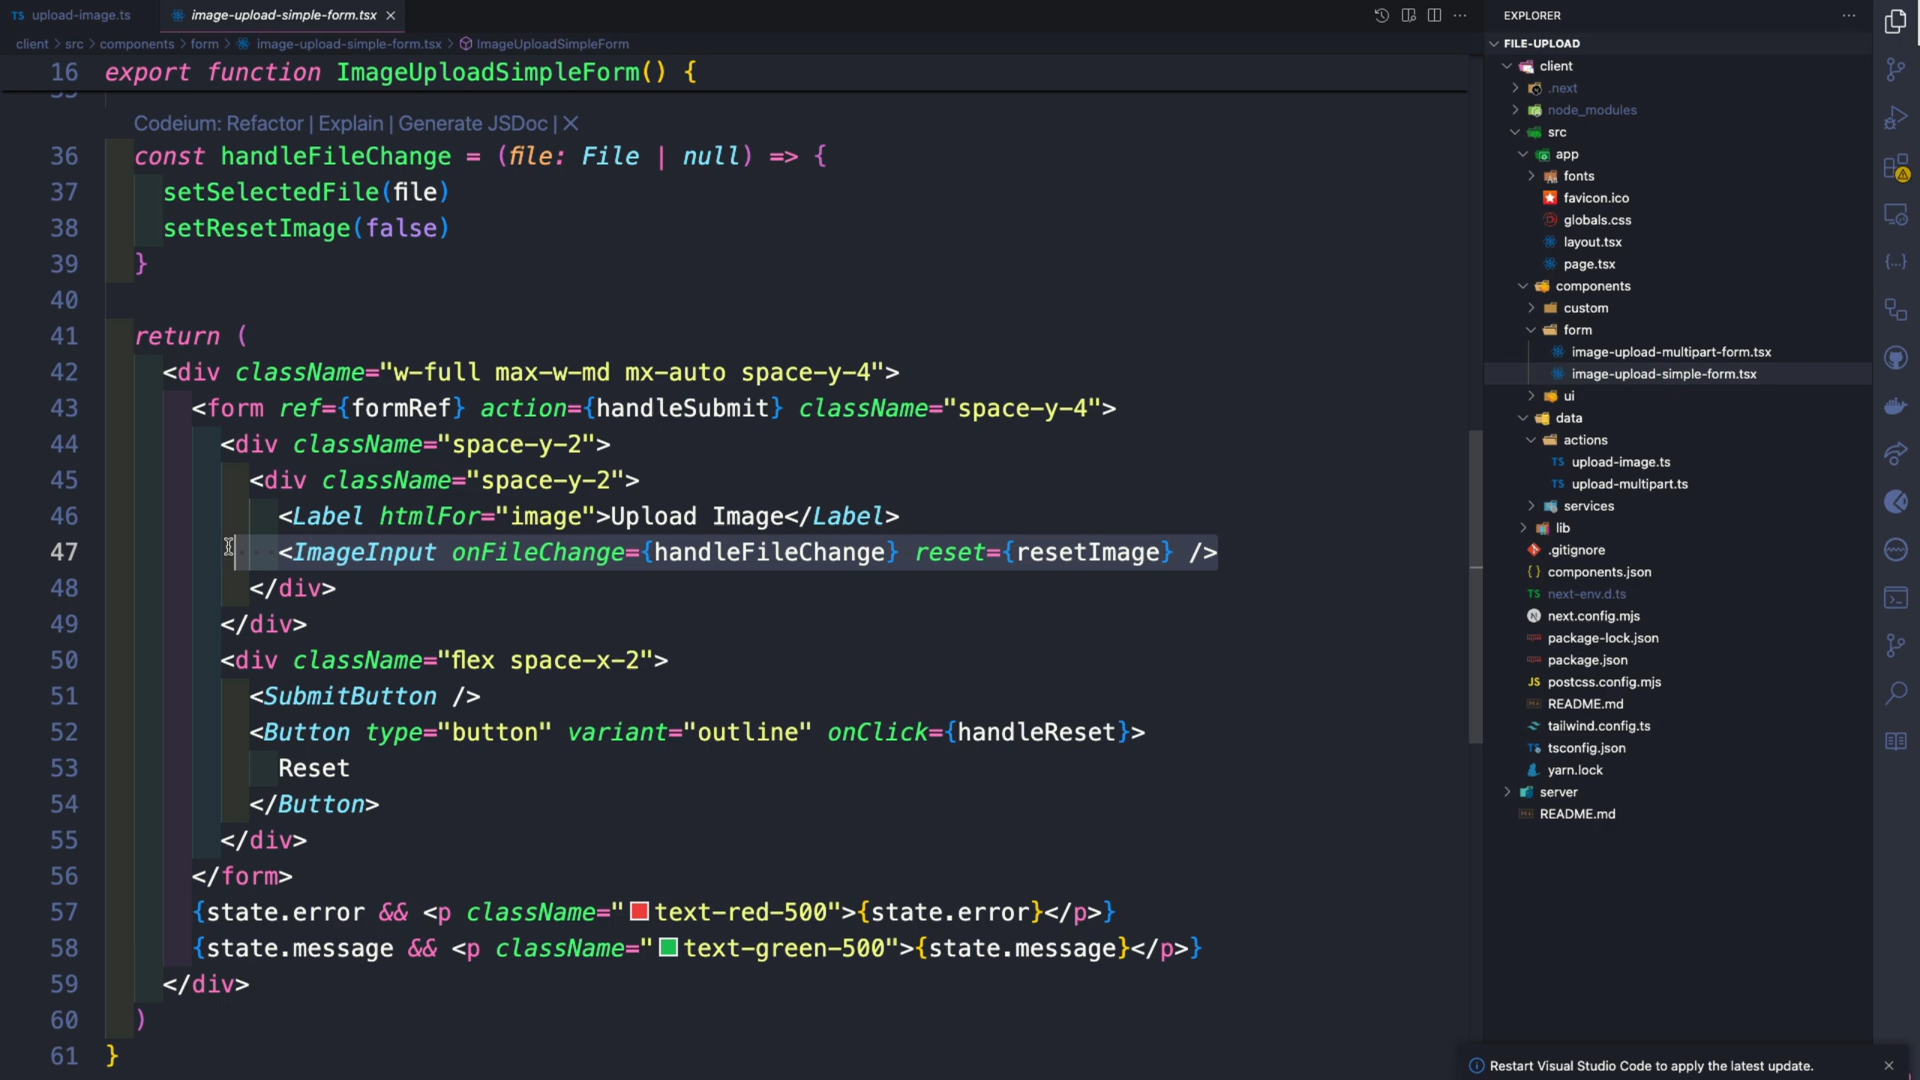 upload-image.ts
image-upload-simple-form.tsx
client > src > components > form > image-upload-simple-form.tsx > ImageUploadSimpleForm
16 export function ImageUploadSimpleForm() {
Codeium: Refactor | Explain | Generate JSDoc | X
36 const handleFileChange = (file: File | null) => {
37 setSelectedFile(file)
38 setResetImage(false)
39 }
40
41 return (
42 <div className="w-full max-w-md mx-auto space-y-4">
43 <form ref={formRef} action={handleSubmit} className="space-y-4">
44 <div className="space-y-2">
45 <div className="space-y-2">
46 <Label htmlFor="image">Upload Image</Label>
47 <ImageInput onFileChange={handleFileChange} reset={resetImage} />
48 </div>
49 </div>
50 <div className="flex space-x-2">
51 <SubmitButton />
52 <Button type="button" variant="outline" onClick={handleReset}>
53 Reset
54 </Button>
55 </div>
56 </form>
57 {state.error && <p className="text-red-500">{state.error}</p>}
58 {state.message && <p className="text-green-500">{state.message}</p>}
59 </div>
60 )
61 }
EXPLORER
FILE-UPLOAD
client
.next
node_modules
src
app
fonts
favicon.ico
globals.css
layout.tsx
page.tsx
components
custom
form
image-upload-multipart-form.tsx
image-upload-simple-form.tsx
ui
data
actions
TS upload-image.ts
TS upload-multipart.ts
services
lib
.gitignore
components.json
TS next-env.d.ts
next.config.mjs
package-lock.json
package.json
JS postcss.config.mjs
README.md
tailwind.config.ts
tsconfig.json
yarn.lock
server
README.md
Restart Visual Studio Code to apply the latest update.